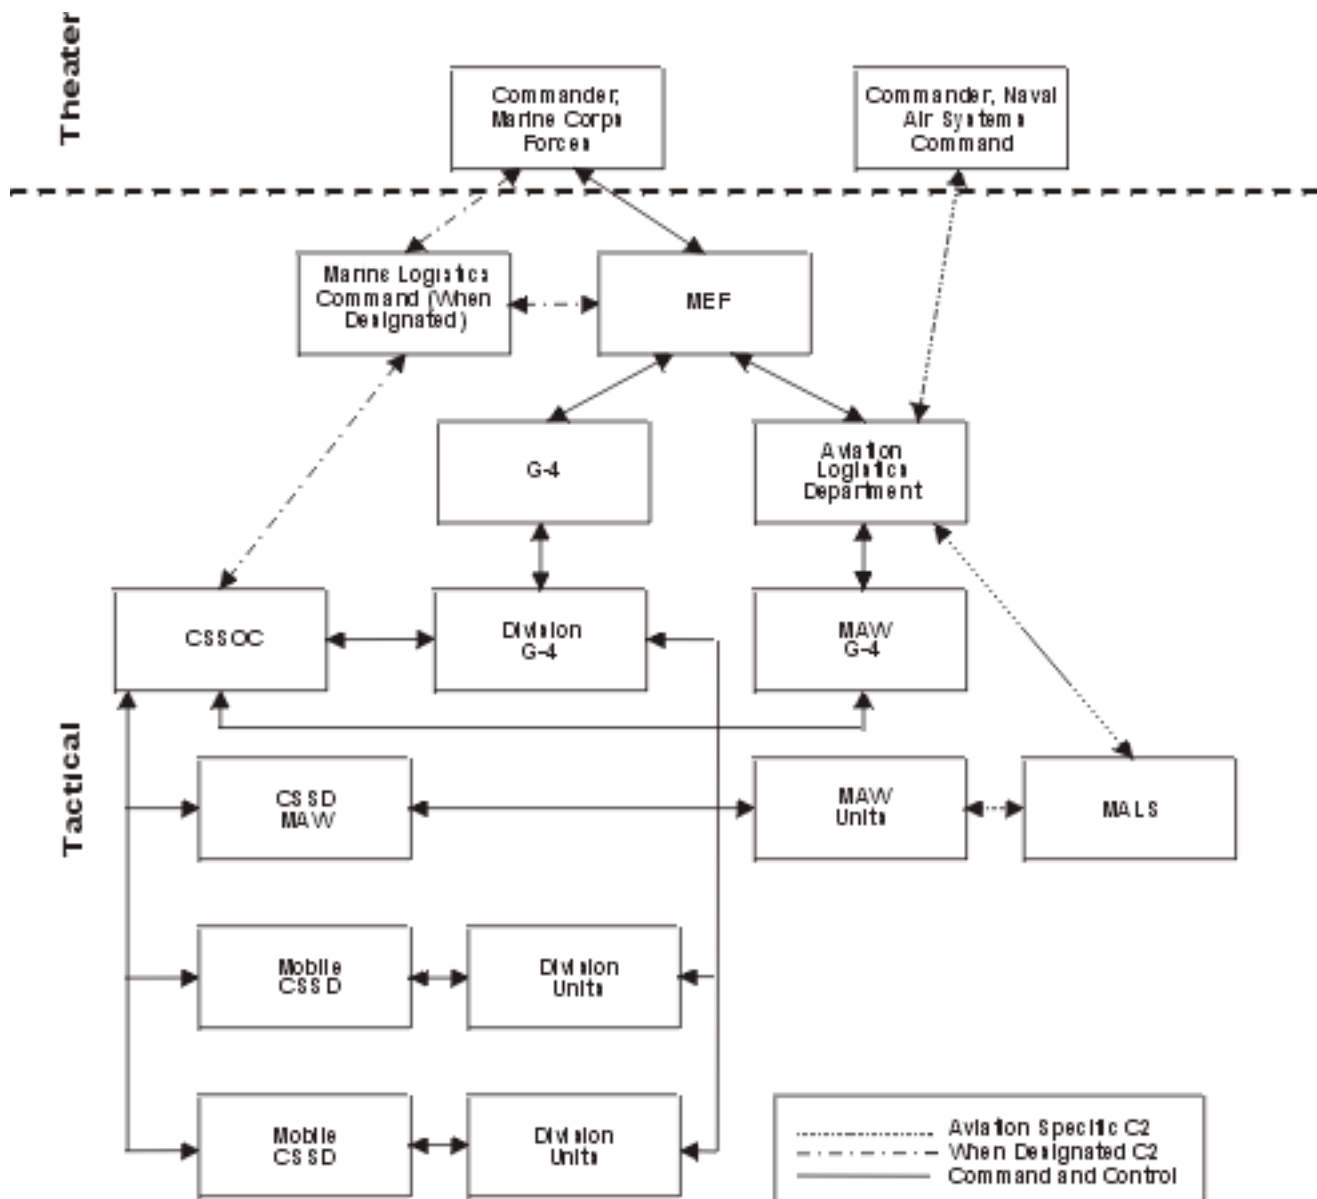 Theater
Commander,
Marine Corps
Forces
Commander, Naval
Air Systems
Command
Marine Logistics
Command (When
Designated)
MEF
G-4
Aviation
Logistics
Department
CSSOC
Division
G-4
MAW
G-4
Tactical
CSSD
MAW
MAW
Units
MALS
Mobile
CSSD
Division
Units
Mobile
CSSD
Division
Units
Aviation Specific C2
When Designated C2
Command and Control